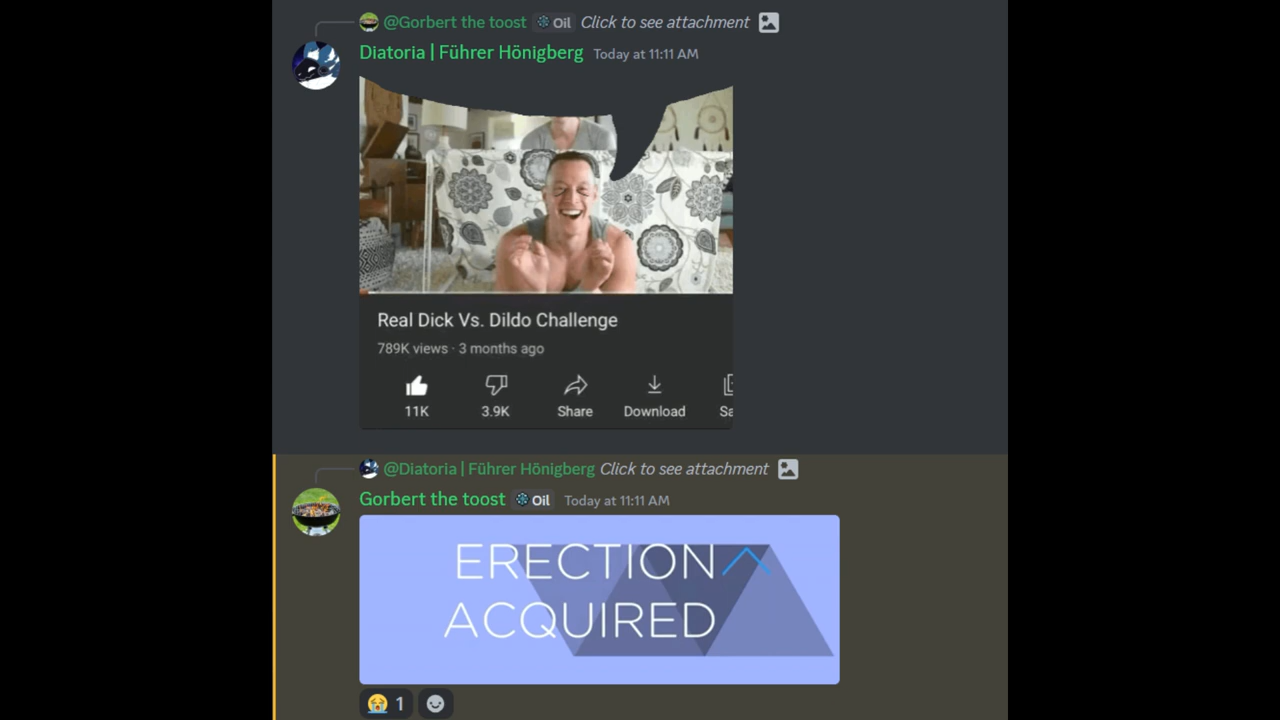 @Gorbert the toost Oil Click to see attachment
Diatoria | Führer Hönigberg Today at 11:11 AM
Real Dick Vs. Dildo Challenge
789K views · 3 months ago
11K 3.9K Share Download Sa
@Diatoria | Führer Hönigberg Click to see attachment
Gorbert the toost Oil Today at 11:11 AM
ERECTION
ACQUIRED
1